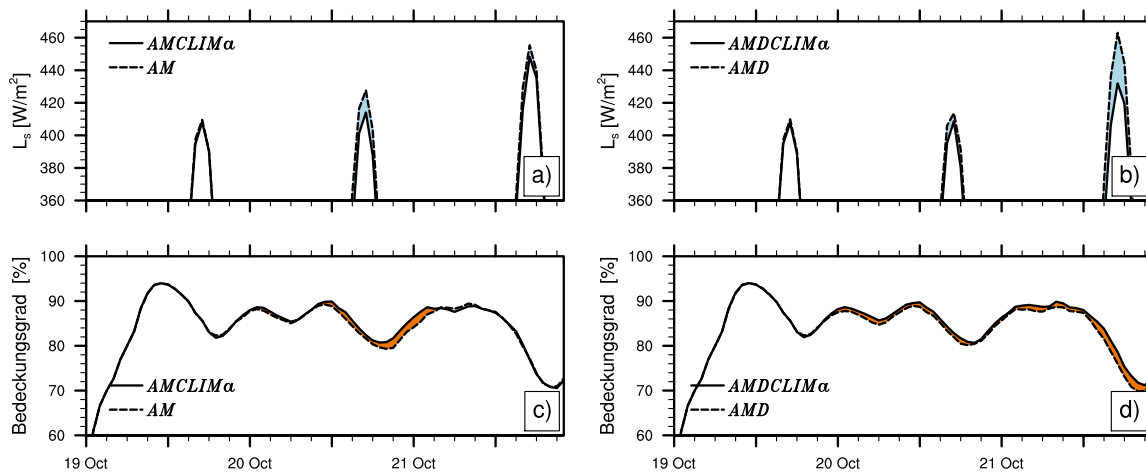 460
440
420
400
380
360
Ls [W/m²]
AMCLIMα
AM
a)
460
440
420
400
380
360
Ls [W/m²]
AMDCLIMα
AMD
b)
100
90
80
70
60
Bedeckungsgrad [%]
AMCLIMα
AM
c)
19 Oct 20 Oct 21 Oct
100
90
80
70
60
Bedeckungsgrad [%]
AMDCLIMα
AMD
d)
19 Oct 20 Oct 21 Oct